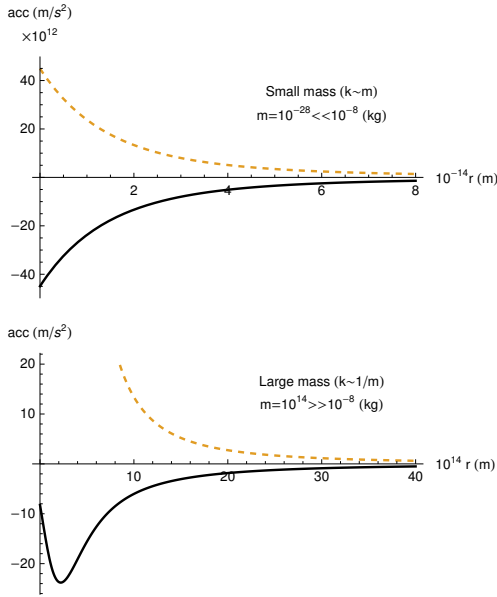 acc (m/s²)
×10¹²
40
20
−20
−40
2 4 6 8
10⁻¹⁴r (m)
Small mass (k~m)
m=10⁻²⁸<<10⁻⁸ (kg)
acc (m/s²)
20
10
−10
−20
10 20 30 40
10¹⁴ r (m)
Large mass (k~1/m)
m=10¹⁴>>10⁻⁸ (kg)